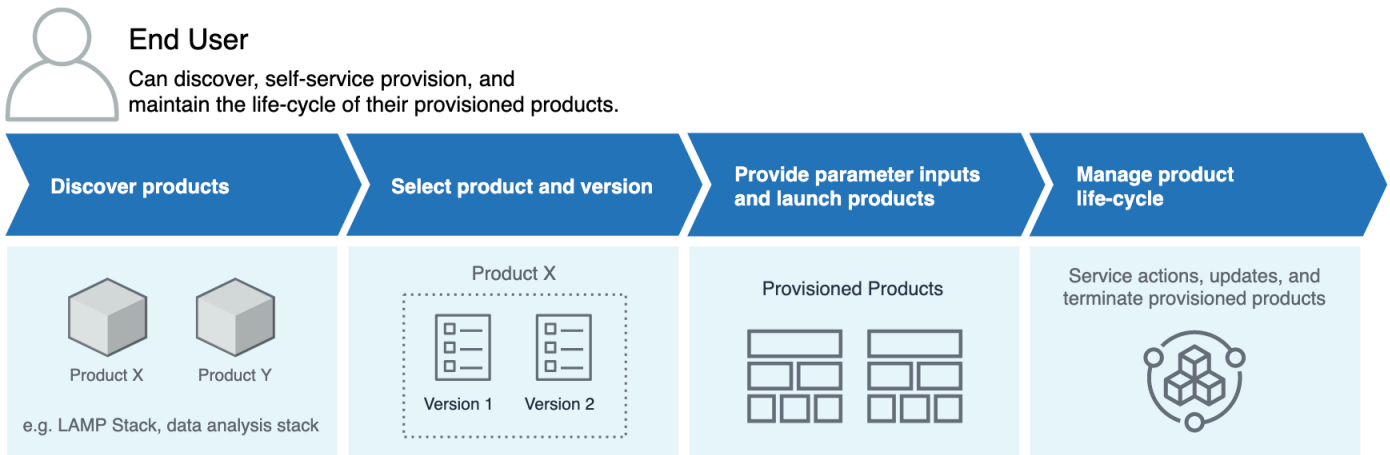 End User
Can discover, self-service provision, and
maintain the life-cycle of their provisioned products.
Discover products
Select product and version
Provide parameter inputs
and launch products
Manage product
life-cycle
Product X
Product Y
e.g. LAMP Stack, data analysis stack
Product X
Version 1
Version 2
Provisioned Products
Service actions, updates, and
terminate provisioned products